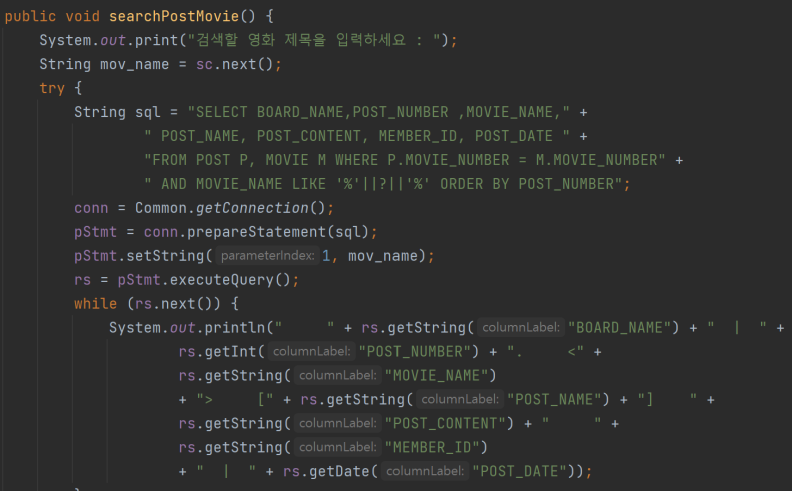 public void searchPostMovie() {
System.out.print("검색할 영화 제목을 입력하세요 : ");
String mov_name = sc.next();
try {
String sql = "SELECT BOARD_NAME,POST_NUMBER ,MOVIE_NAME," +
" POST_NAME, POST_CONTENT, MEMBER_ID, POST_DATE " +
"FROM POST P, MOVIE M WHERE P.MOVIE_NUMBER = M.MOVIE_NUMBER" +
" AND MOVIE_NAME LIKE '%'||?||'%' ORDER BY POST_NUMBER";
conn = Common.getConnection();
pStmt = conn.prepareStatement(sql);
pStmt.setString( parameterIndex: 1, mov_name);
rs = pStmt.executeQuery();
while (rs.next()) {
System.out.println("     " + rs.getString( columnLabel: "BOARD_NAME") + "  |  " +
rs.getInt( columnLabel: "POST_NUMBER") + ".     <" +
rs.getString( columnLabel: "MOVIE_NAME")
+ ">     [" + rs.getString( columnLabel: "POST_NAME") + "]    " +
rs.getString( columnLabel: "POST_CONTENT") + "     " +
rs.getString( columnLabel: "MEMBER_ID")
+ "  |  " + rs.getDate( columnLabel: "POST_DATE"));